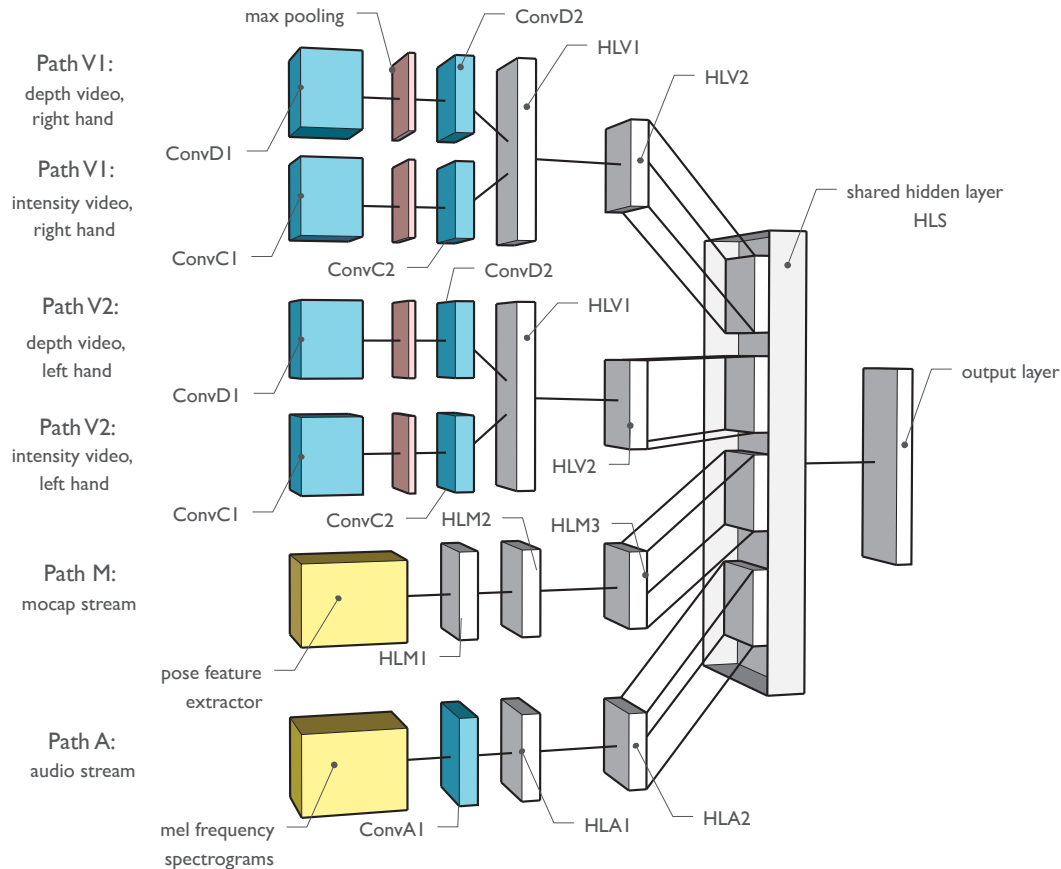 max pooling
ConvD2
HLV1
HLV2
Path V1:
depth video,
right hand
ConvD1
Path V1:
intensity video,
right hand
ConvC1
ConvC2
shared hidden layer
HLS
ConvD2
HLV1
Path V2:
depth video,
left hand
ConvD1
Path V2:
intensity video,
left hand
ConvC1
ConvC2
HLV2
output layer
HLM2
HLM3
Path M:
mocap stream
HLM1
pose feature
extractor
Path A:
audio stream
mel frequency
spectrograms
ConvA1
HLA1
HLA2